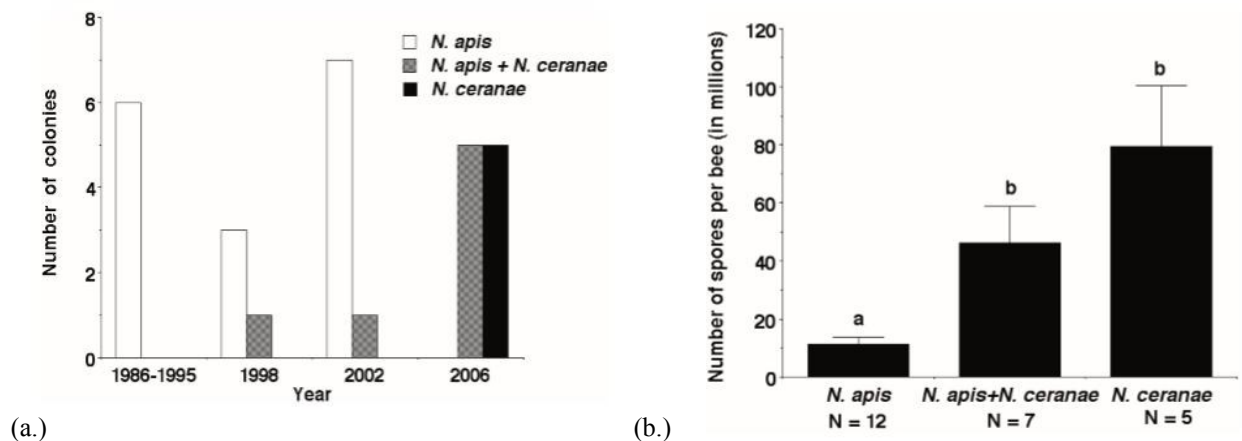 8
6
4
2
0
Number of colonies
N. apis
N. apis + N. ceranae
N. ceranae
1986-1995 1998 2002 2006
Year
(a.)
120
100
80
60
40
20
0
Number of spores per bee (in millions)
a
b
b
N. apis N. apis+N. ceranae N. ceranae
N = 12 N = 7 N = 5
(b.)